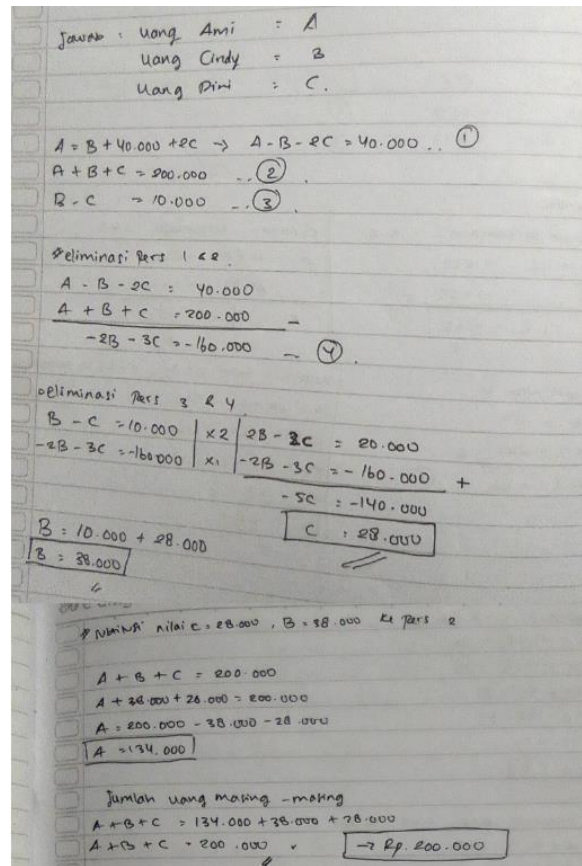 Jawab : Uang Ami = A
Uang Cindy = B
Uang Dini = C.
A = B + 40.000 + 2C → A - B - 2C = 40.000 .. ①
A + B + C = 200.000 .. ②
B - C = 10.000 .. ③
eliminasi Pers 1 & 2.
A - B - 2C = 40.000
A + B + C = 200.000 -
-2B - 3C = -160.000 .. ④
eliminasi Pers 3 & 4
B - C = 10.000 | x2 | 2B - 2C = 20.000
-2B - 3C = -160000 | x1 | -2B - 3C = -160.000 +
-5C = -140.000
C = 28.000
B = 10.000 + 28.000
B = 38.000
nilai C = 28.000, B = 38.000 ke Pers 2
A + B + C = 200.000
A + 38.000 + 28.000 = 200.000
A = 200.000 - 38.000 - 28.000
A = 134.000
Jumlah uang masing-masing
A + B + C = 134.000 + 38.000 + 28.000
A + B + C = 200.000 → Rp. 200.000